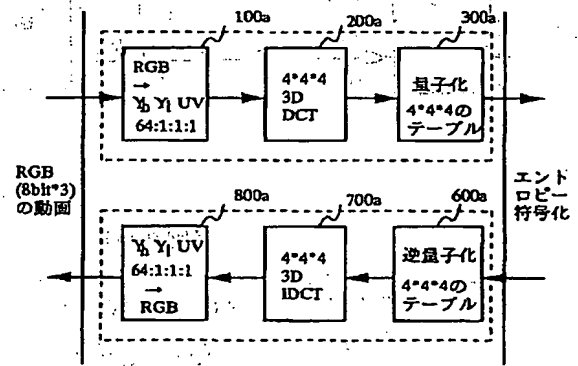 100a
200a
300a
RGB
→
Yh Yl UV
64:1:1:1
4*4*4
3D
DCT
量子化
4*4*4の
テーブル
RGB
(8bit*3)
の動画
エント
ロピー
符号化
800a
700a
600a
Yh Yl UV
64:1:1:1
→
RGB
4*4*4
3D
IDCT
逆量子化
4*4*4の
テーブル